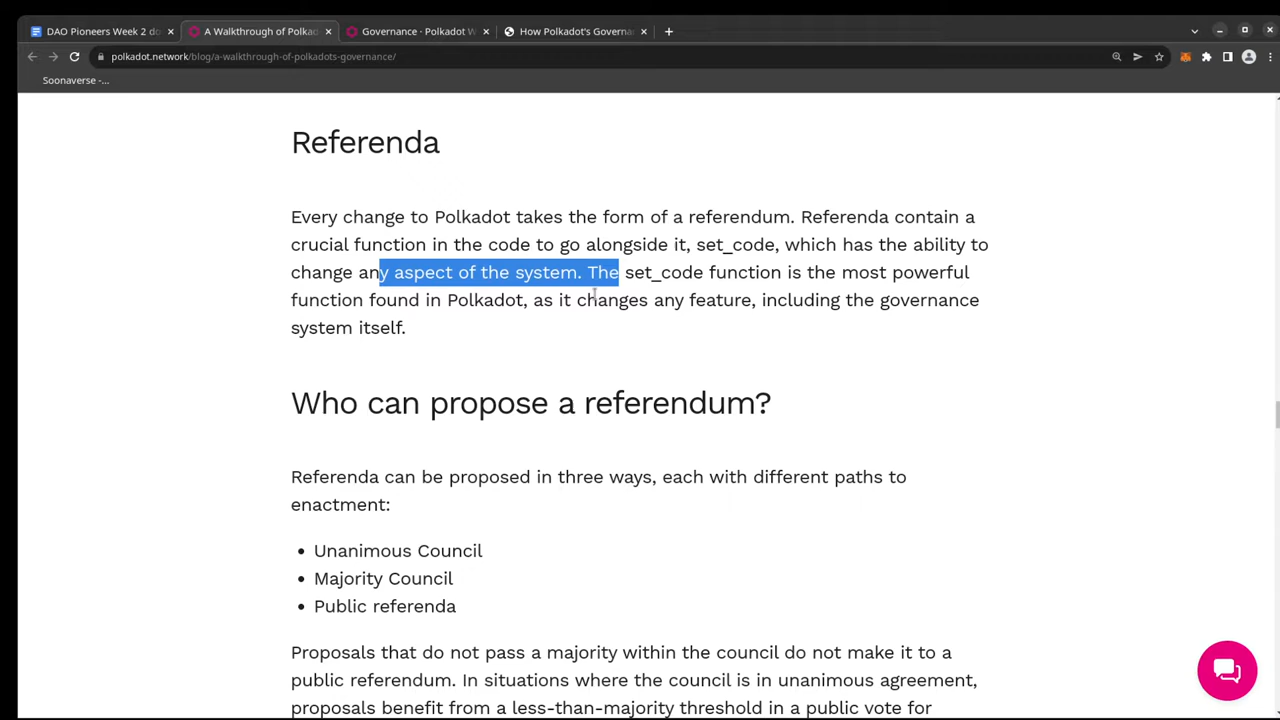 DAO Pioneers Week 2 do
A Walkthrough of Polkad
Governance · Polkadot W
How Polkadot's Governa
polkadot.network/blog/a-walkthrough-of-polkadots-governance/
Soonaverse -...
Referenda
Every change to Polkadot takes the form of a referendum. Referenda contain a
crucial function in the code to go alongside it, set_code, which has the ability to
change any aspect of the system. The set_code function is the most powerful
function found in Polkadot, as it changes any feature, including the governance
system itself.
Who can propose a referendum?
Referenda can be proposed in three ways, each with different paths to
enactment:
• Unanimous Council
• Majority Council
• Public referenda
Proposals that do not pass a majority within the council do not make it to a
public referendum. In situations where the council is in unanimous agreement,
proposals benefit from a less-than-majority threshold in a public vote for